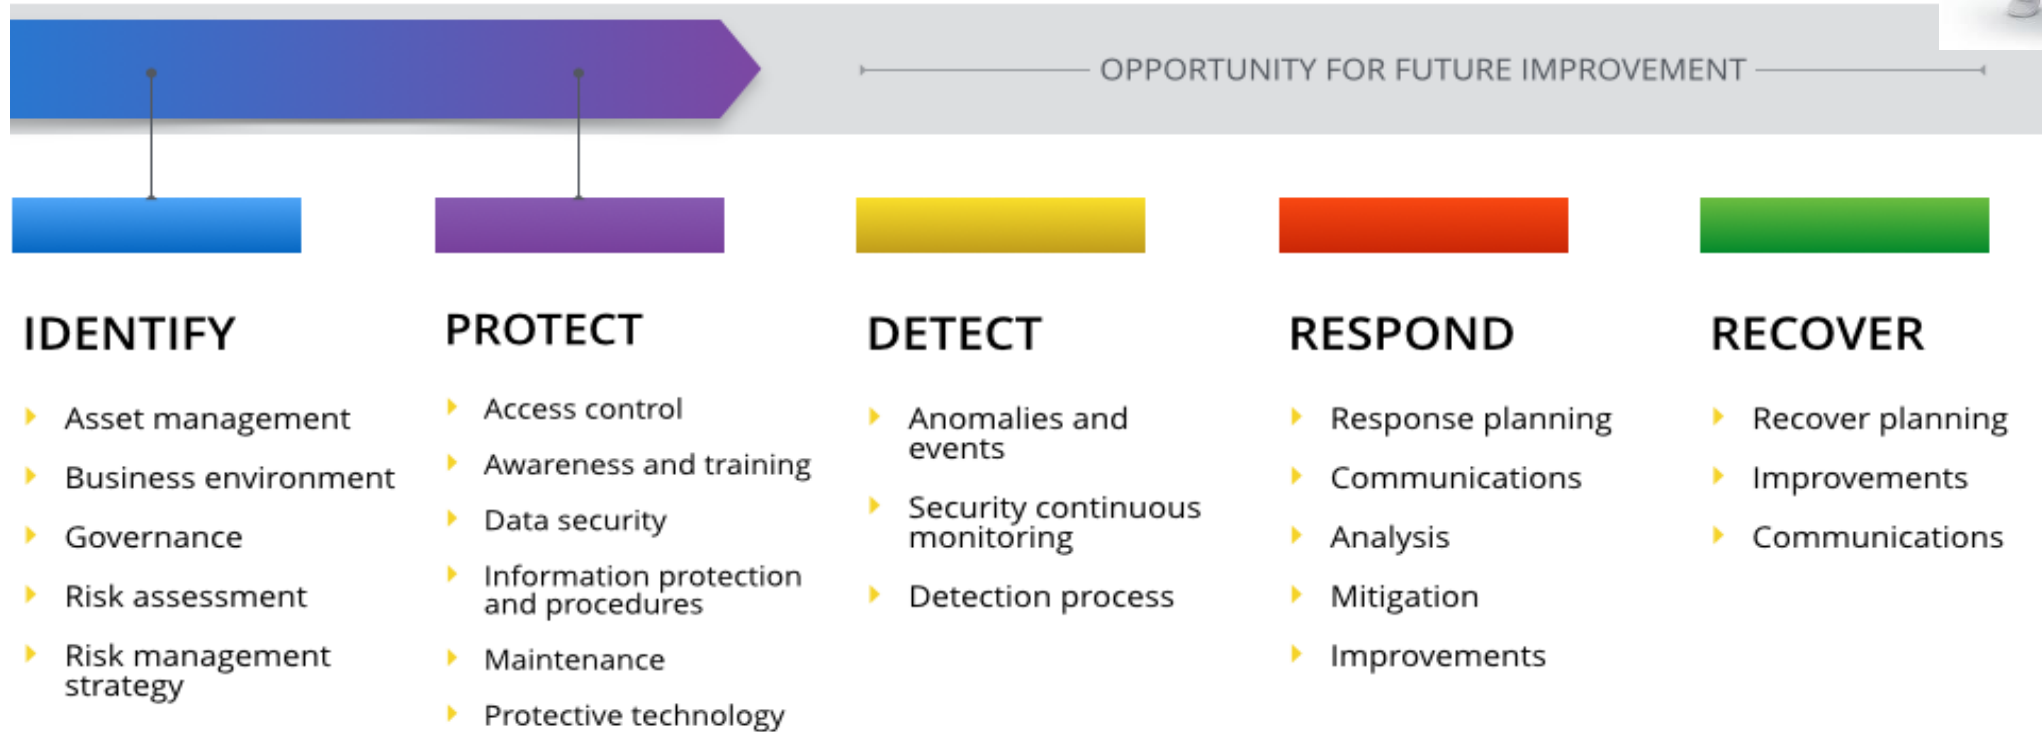 OPPORTUNITY FOR FUTURE IMPROVEMENT
IDENTIFY
Asset management
Business environment
Governance
Risk assessment
Risk management
strategy
PROTECT
Access control
Awareness and training
Data security
Information protection
and procedures
Maintenance
Protective technology
DETECT
Anomalies and
events
Security continuous
monitoring
Detection process
RESPOND
Response planning
Communications
Analysis
Mitigation
Improvements
RECOVER
Recover planning
Improvements
Communications